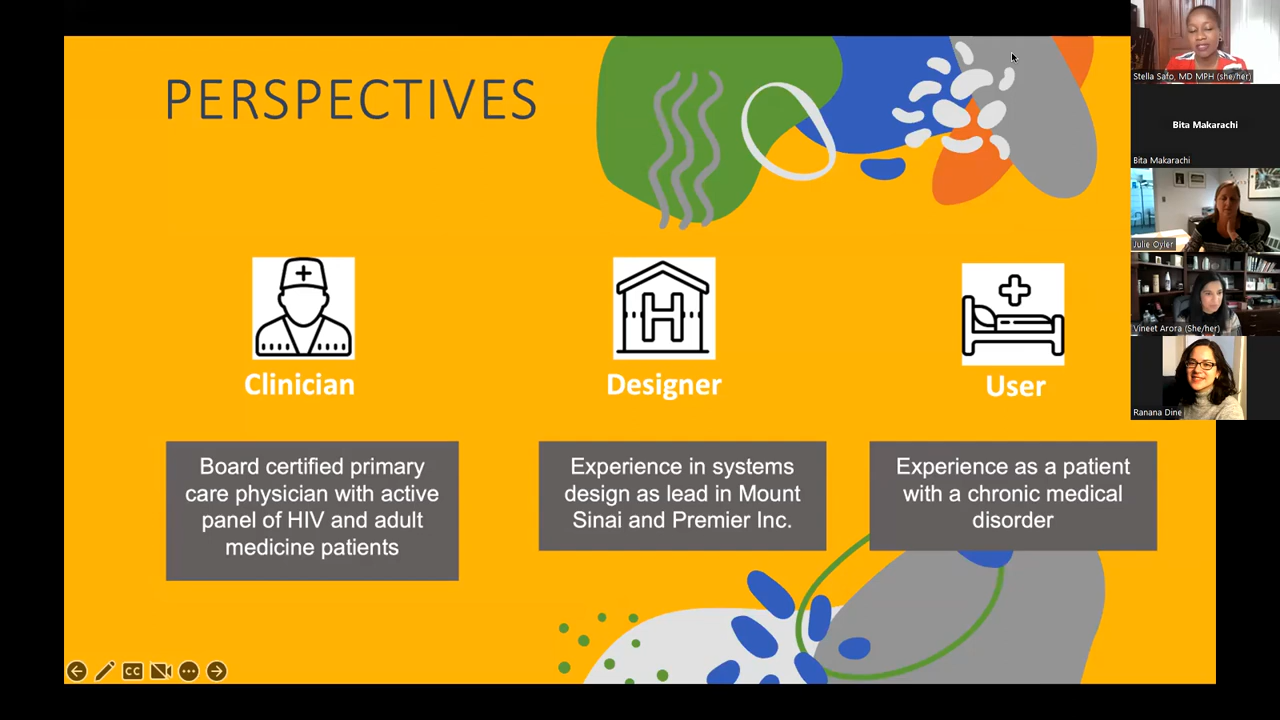 PERSPECTIVES
Clinician
Board certified primary
care physician with active
panel of HIV and adult
medicine patients
H
Designer
Experience in systems
design as lead in Mount
Sinai and Premier Inc.
User
Experience as a patient
with a chronic medical
disorder
CC
Stella Safo, MD MPH (she/her)
Bita Makarachi
Bita Makarachi
Julie Oyler
Vineet Arora (She/her)
Ranana Dine